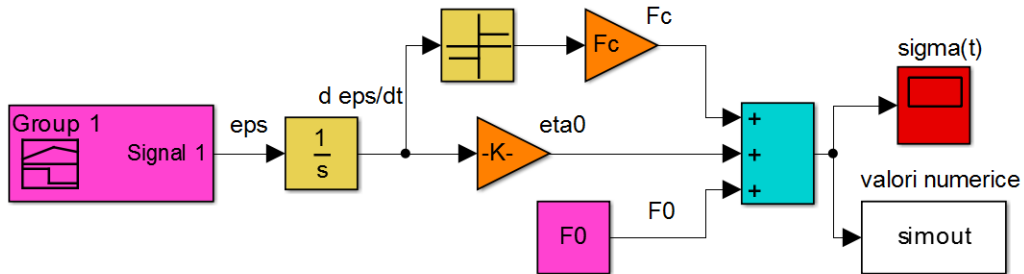 Fc
Fc
sigma(t)
d eps/dt
Group 1
Signal 1
eps
1
s
-K-
eta0
+
+
+
F0
F0
valori numerice
simout